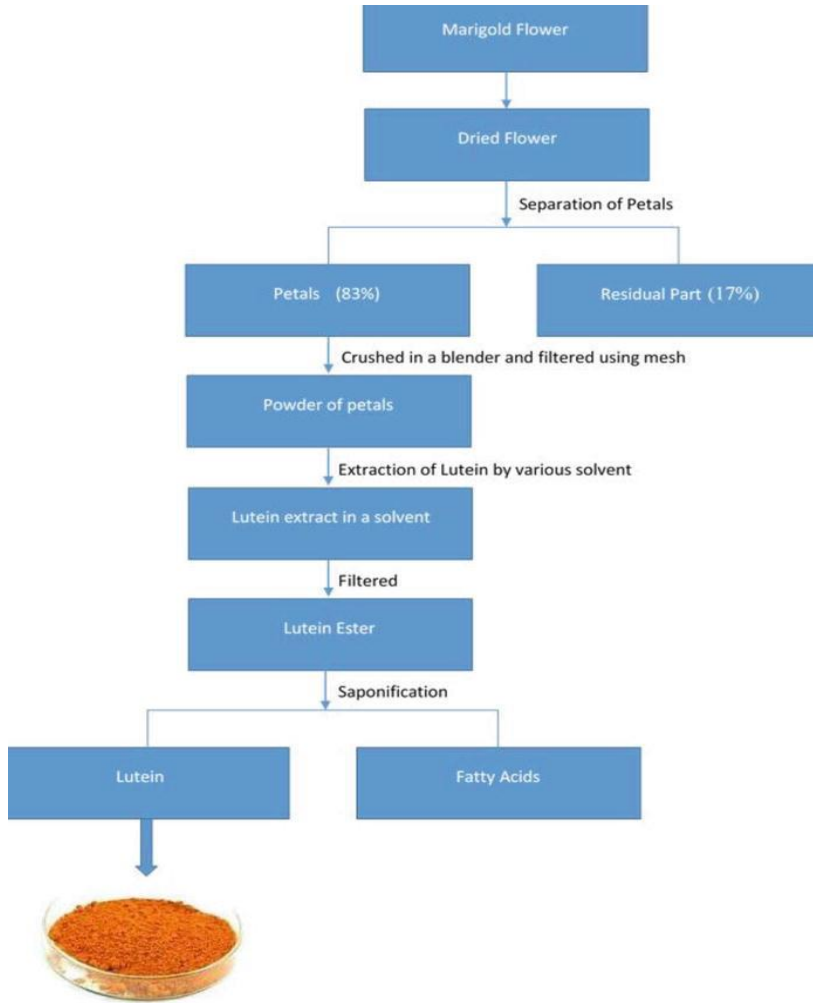 Marigold Flower
Dried Flower
Separation of Petals
Petals (83%)
Residual Part (17%)
Crushed in a blender and filtered using mesh
Powder of petals
Extraction of Lutein by various solvent
Lutein extract in a solvent
Filtered
Lutein Ester
Saponification
Lutein
Fatty Acids